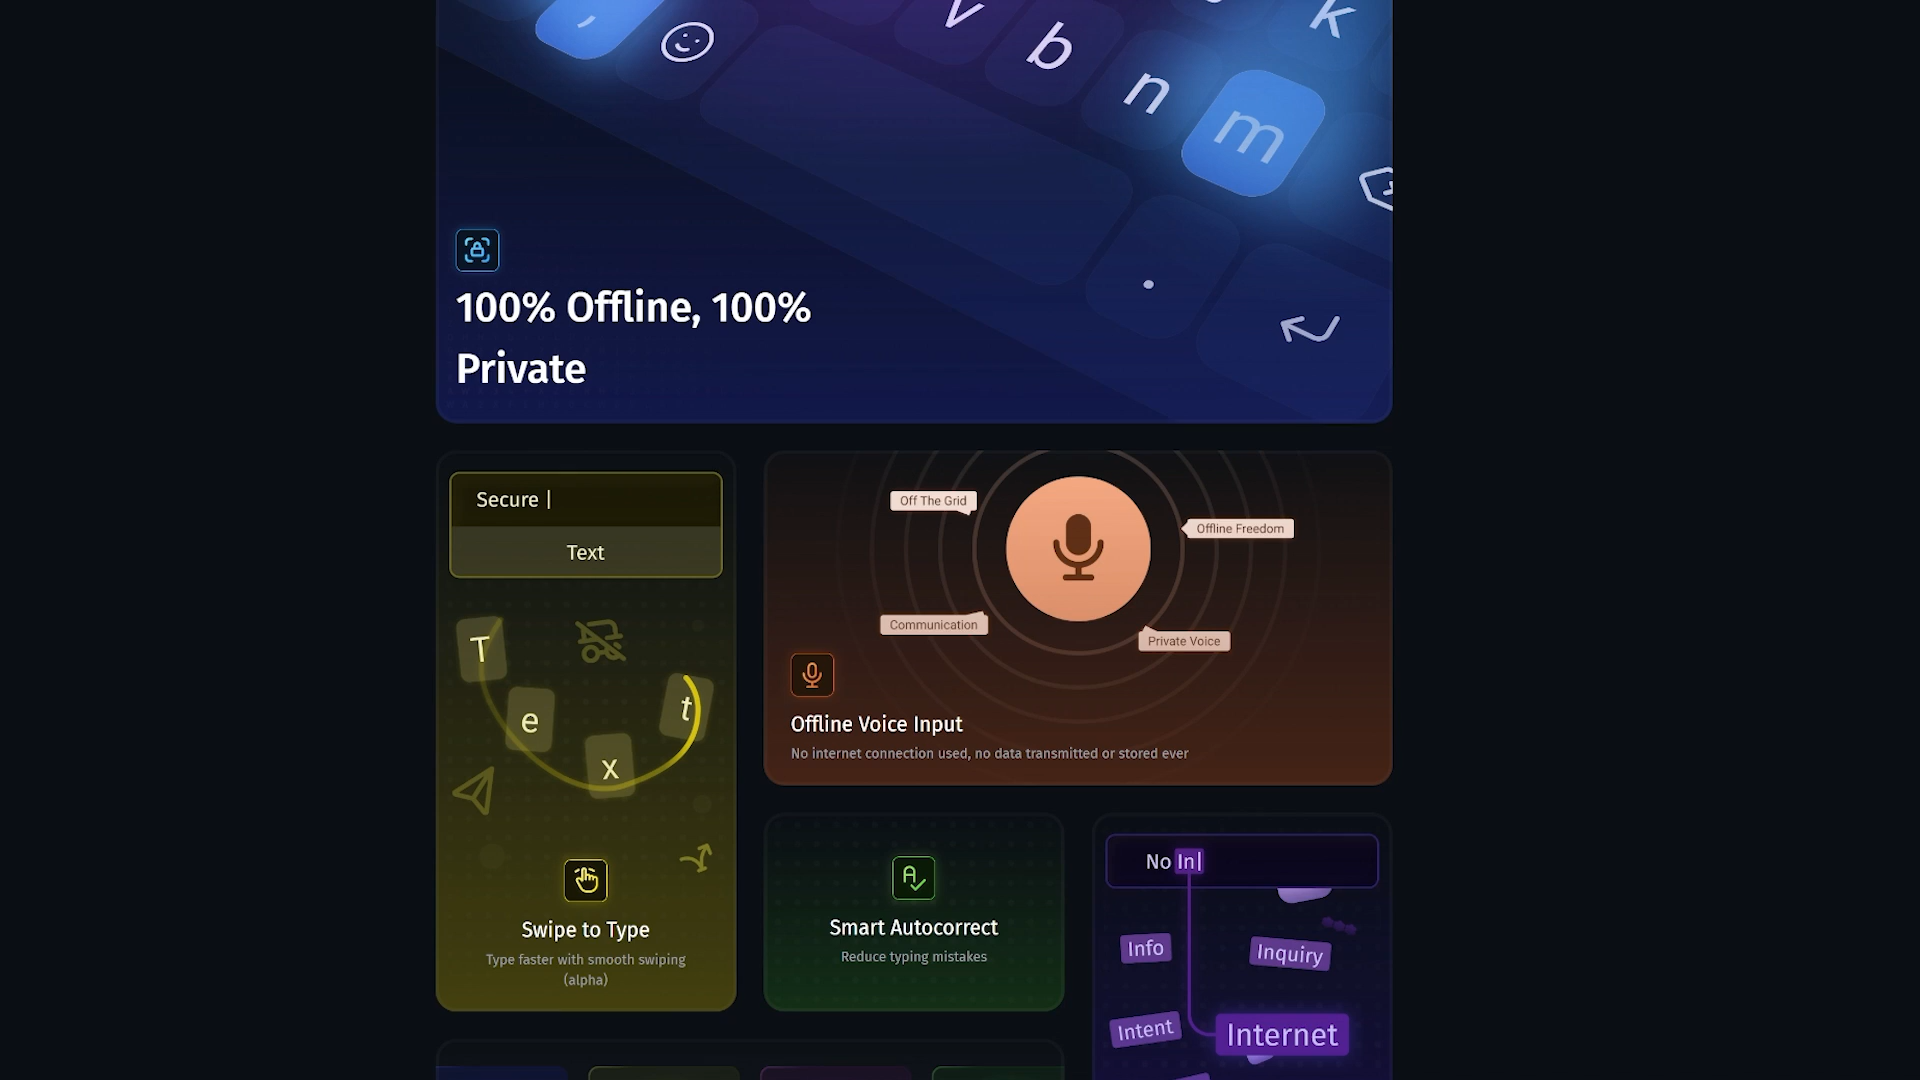 v
k
b
n
m
,
.
100% Offline, 100%
Private
Secure |
Text
T
e
x
t
Swipe to Type
Type faster with smooth swiping
(alpha)
Off The Grid
Offline Freedom
Communication
Private Voice
Offline Voice Input
No internet connection used, no data transmitted or stored ever
Smart Autocorrect
Reduce typing mistakes
No In|
Info
Inquiry
Intent
Internet